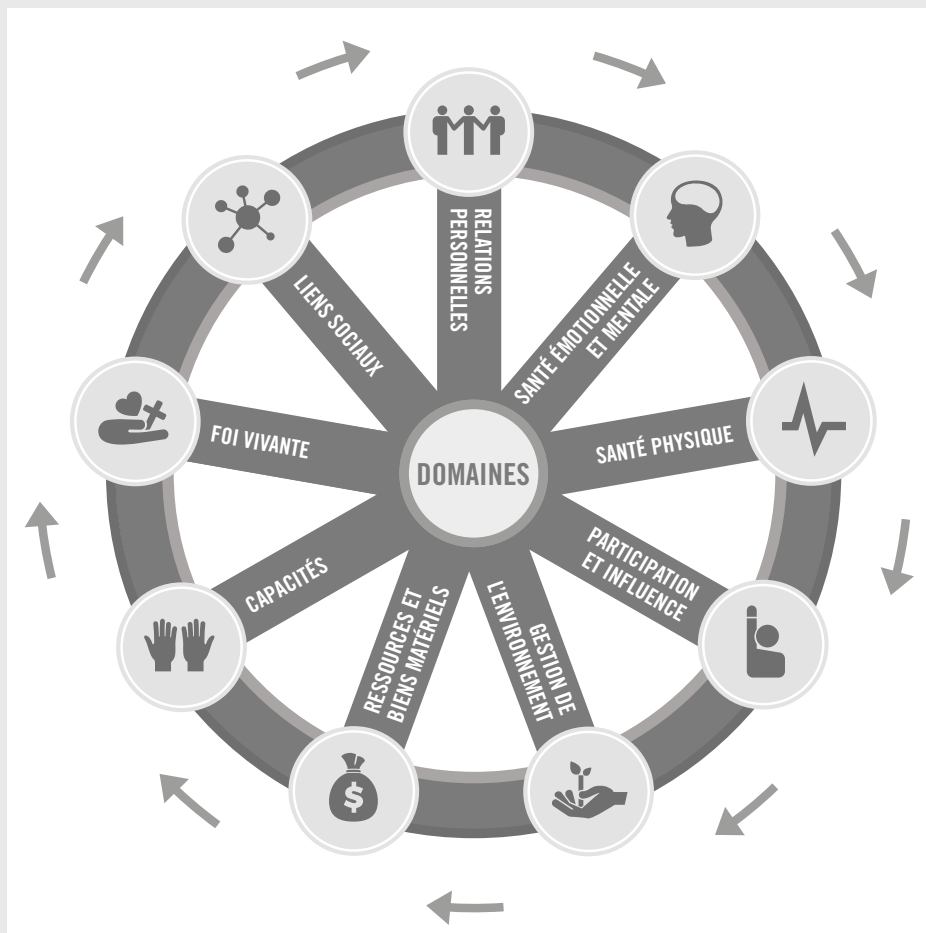 RELATIONS
PERSONNELLES
SANTÉ ÉMOTIONNELLE
ET MENTALE
SANTÉ PHYSIQUE
PARTICIPATION
ET INFLUENCE
GESTION DE
L'ENVIRONNEMENT
RESSOURCES ET
BIENS MATÉRIELS
CAPACITÉS
FOI VIVANTE
LIENS SOCIAUX
DOMAINES
$